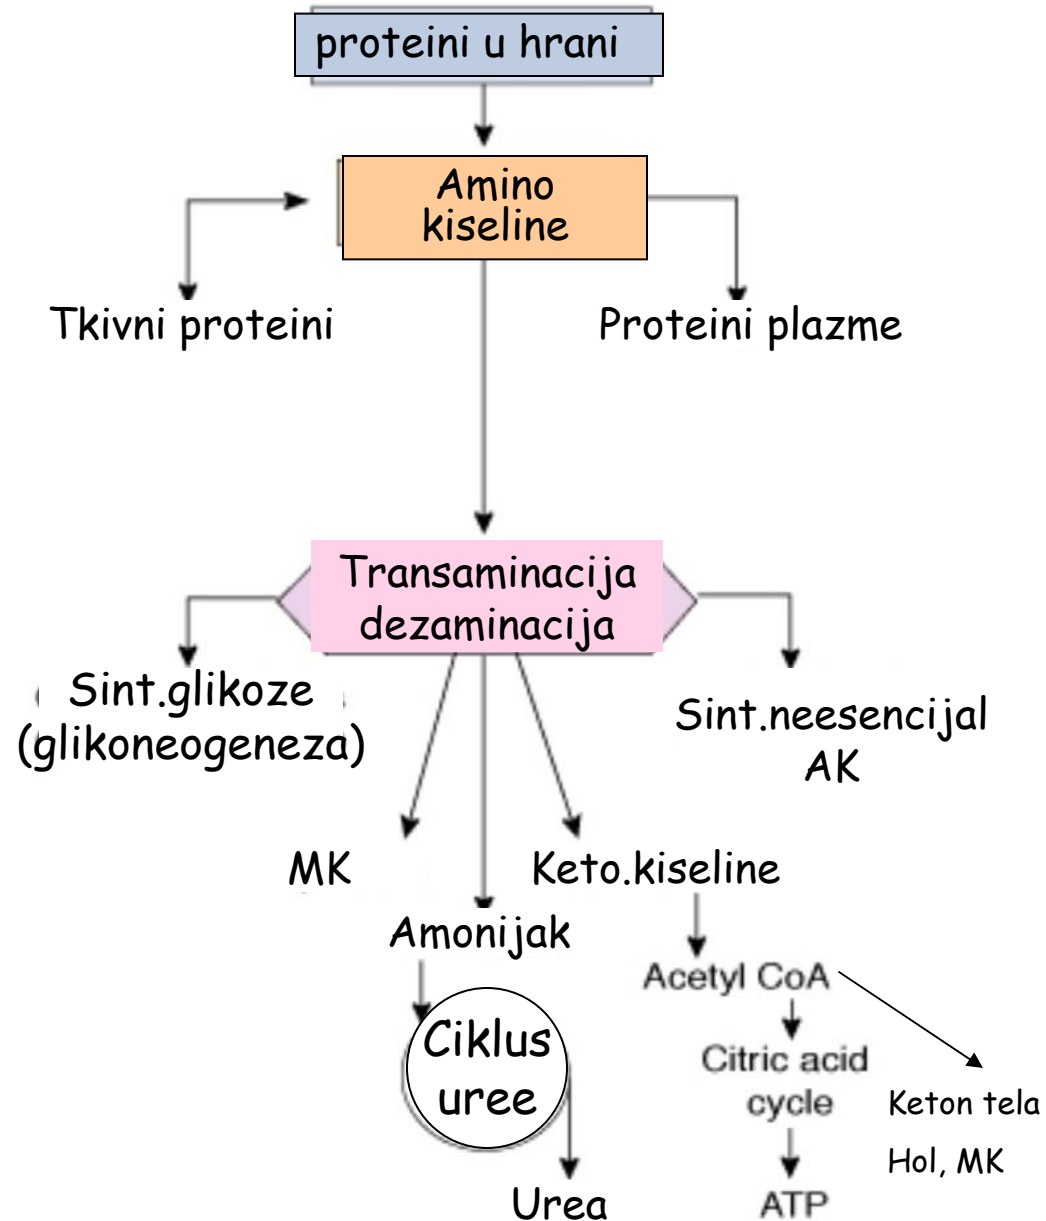 proteini u hrani
Amino
kiseline
Tkivni proteini
Proteini plazme
Transaminacija
dezaminacija
Sint.glikoze
(glikoneogeneza)
Sint.neesencijal
AK
MK
Keto.kiseline
Amonijak
Acetyl CoA
Ciklus
uree
Citric acid
cycle
Keton tela
Hol, MK
Urea
ATP